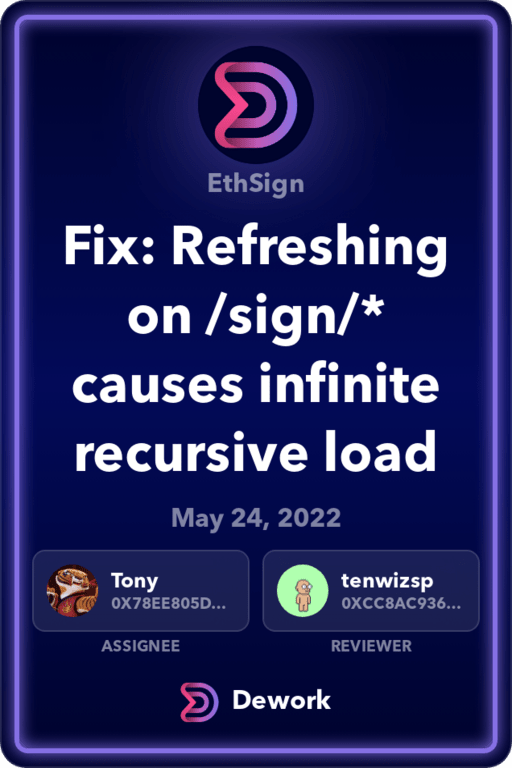 EthSign
Fix: Refreshing
on /sign/*
causes infinite
recursive load
May 24, 2022
Tony
0X78EE805D...
ASSIGNEE
tenwizsp
0XCC8AC936...
REVIEWER
Dework